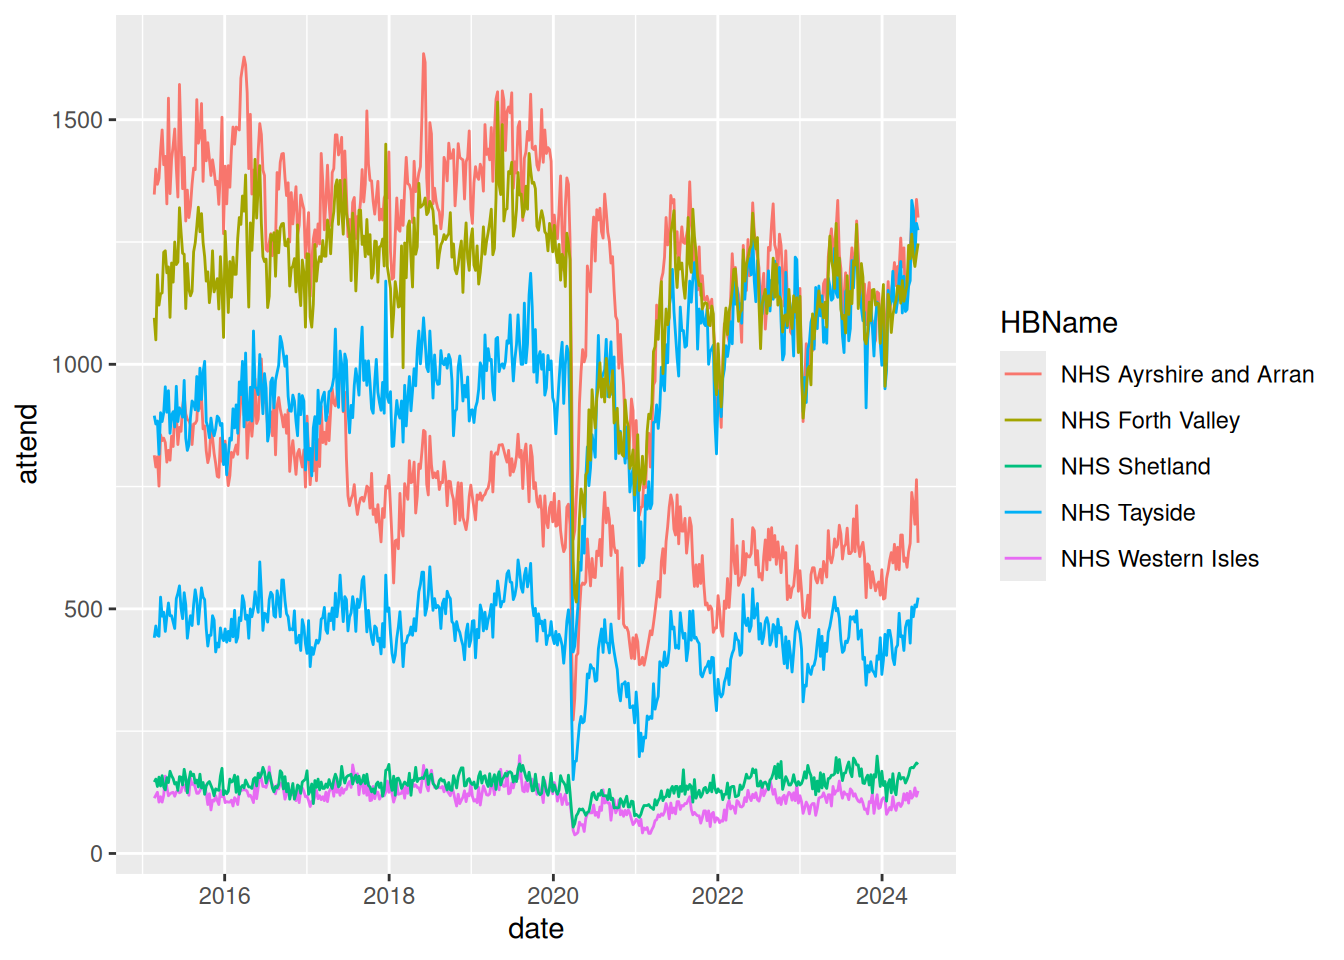 1500
1000
500
0
attend
2016 2018 2020 2022 2024
date
HBName
NHS Ayrshire and Arran
NHS Forth Valley
NHS Shetland
NHS Tayside
NHS Western Isles